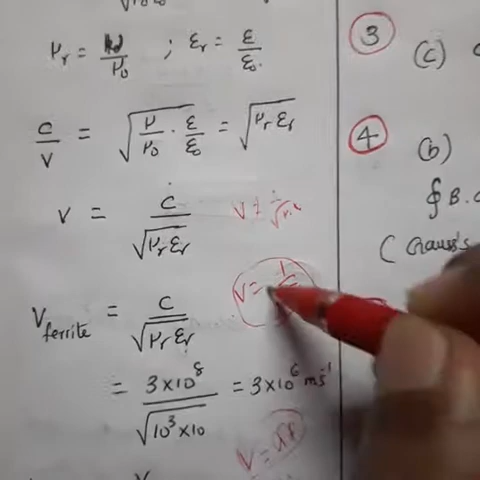 μr = μ/μ0 ; εr = ε/ε0.
c/v = √(μ/μ0 · ε/ε0) = √(μr εr)
v = c/√(μr εr)
Vferrite = c/√(μr εr)
= 3×10^8/√(10^3×10) = 3×10^6 ms^-1
V = 1
V =
3
(c)
4
(b)
∮ B.
( Gauss's